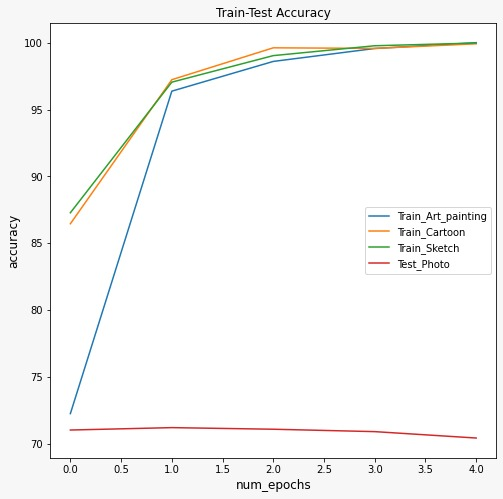 Train-Test Accuracy
accuracy
100
95
90
85
80
75
70
Train_Art_painting
Train_Cartoon
Train_Sketch
Test_Photo
0.0 0.5 1.0 1.5 2.0 2.5 3.0 3.5 4.0
num_epochs